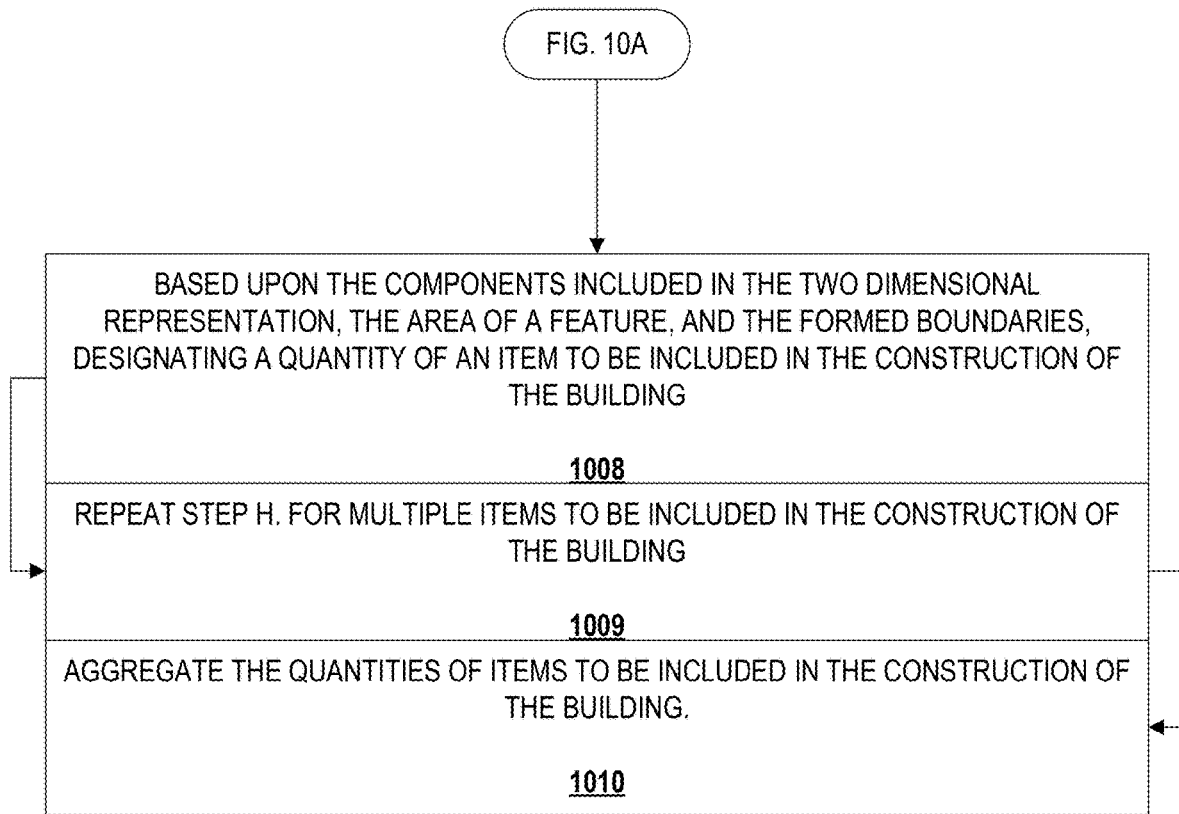 FIG. 10A
BASED UPON THE COMPONENTS INCLUDED IN THE TWO DIMENSIONAL
REPRESENTATION, THE AREA OF A FEATURE, AND THE FORMED BOUNDARIES,
DESIGNATING A QUANTITY OF AN ITEM TO BE INCLUDED IN THE CONSTRUCTION OF
THE BUILDING
1008
REPEAT STEP H. FOR MULTIPLE ITEMS TO BE INCLUDED IN THE CONSTRUCTION OF
THE BUILDING
1009
AGGREGATE THE QUANTITIES OF ITEMS TO BE INCLUDED IN THE CONSTRUCTION OF
THE BUILDING.
1010